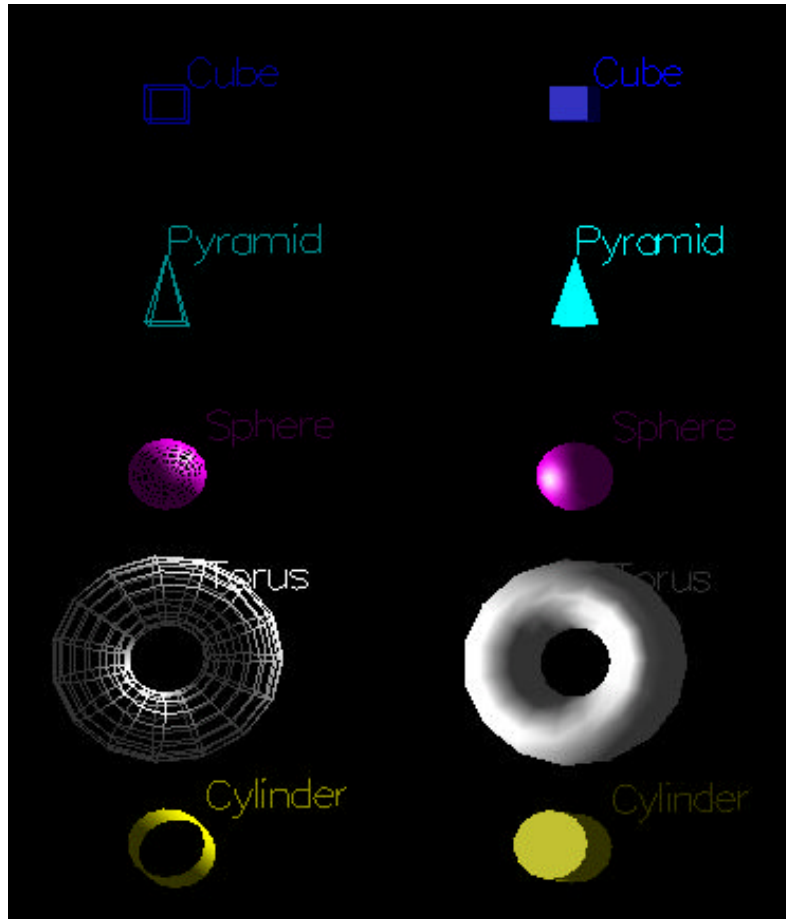 Cube Cube
Pyramid Pyramid
Sphere Sphere
Torus Torus
Cylinder Cylinder